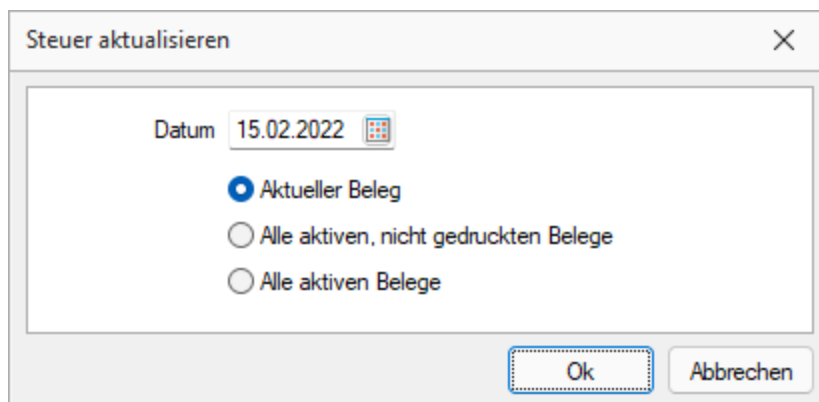 Steuer aktualisieren
Datum 15.02.2022
Aktueller Beleg
Alle aktiven, nicht gedruckten Belege
Alle aktiven Belege
Ok Abbrechen